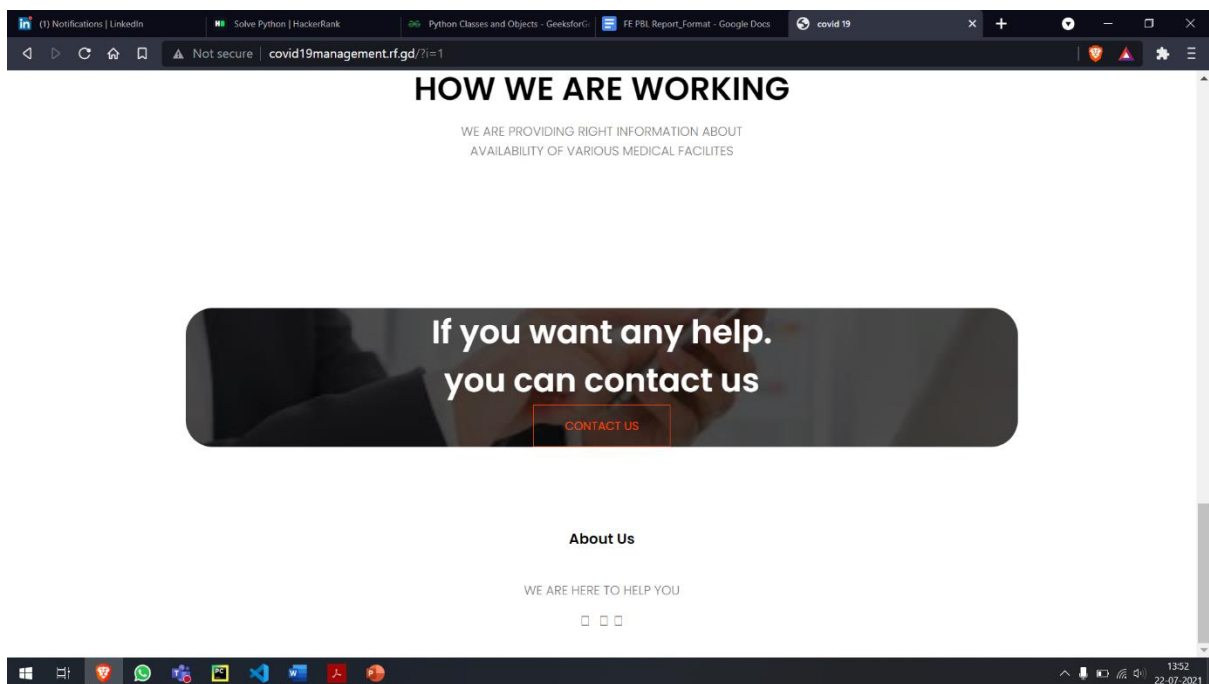 (1) Notifications | LinkedIn
Solve Python | HackerRank
Python Classes and Objects - GeeksforG
FE PBL Report_Format - Google Docs
covid 19
Not secure | covid19management.rf.gd/?i=1
HOW WE ARE WORKING
WE ARE PROVIDING RIGHT INFORMATION ABOUT
AVAILABILITY OF VARIOUS MEDICAL FACILITES
If you want any help.
you can contact us
CONTACT US
About Us
WE ARE HERE TO HELP YOU
13:52
22-07-2021